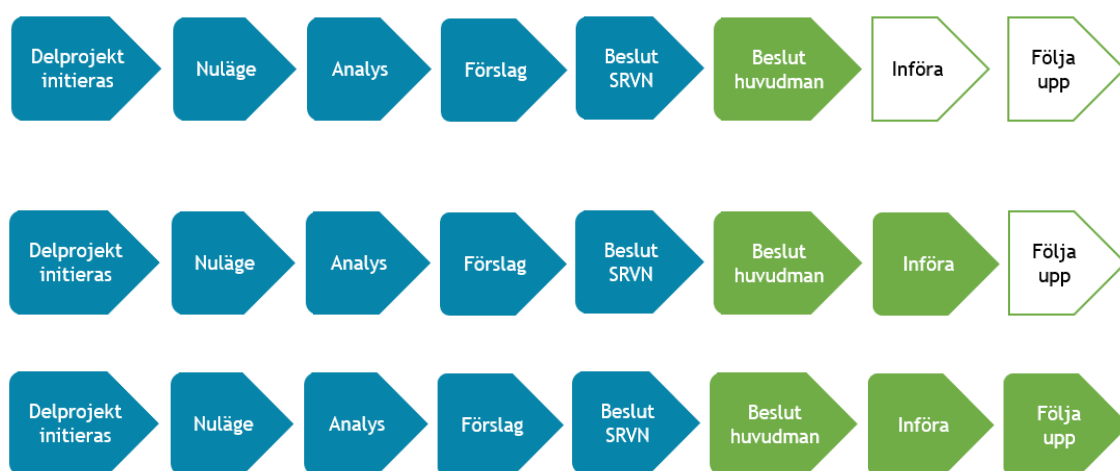 Delprojekt
initieras
Nuläge
Analys
Förslag
Beslut
SRVN
Beslut
huvudman
Införa
Följa
upp
Delprojekt
initieras
Nuläge
Analys
Förslag
Beslut
SRVN
Beslut
huvudman
Införa
Följa
upp
Delprojekt
initieras
Nuläge
Analys
Förslag
Beslut
SRVN
Beslut
huvudman
Införa
Följa
upp